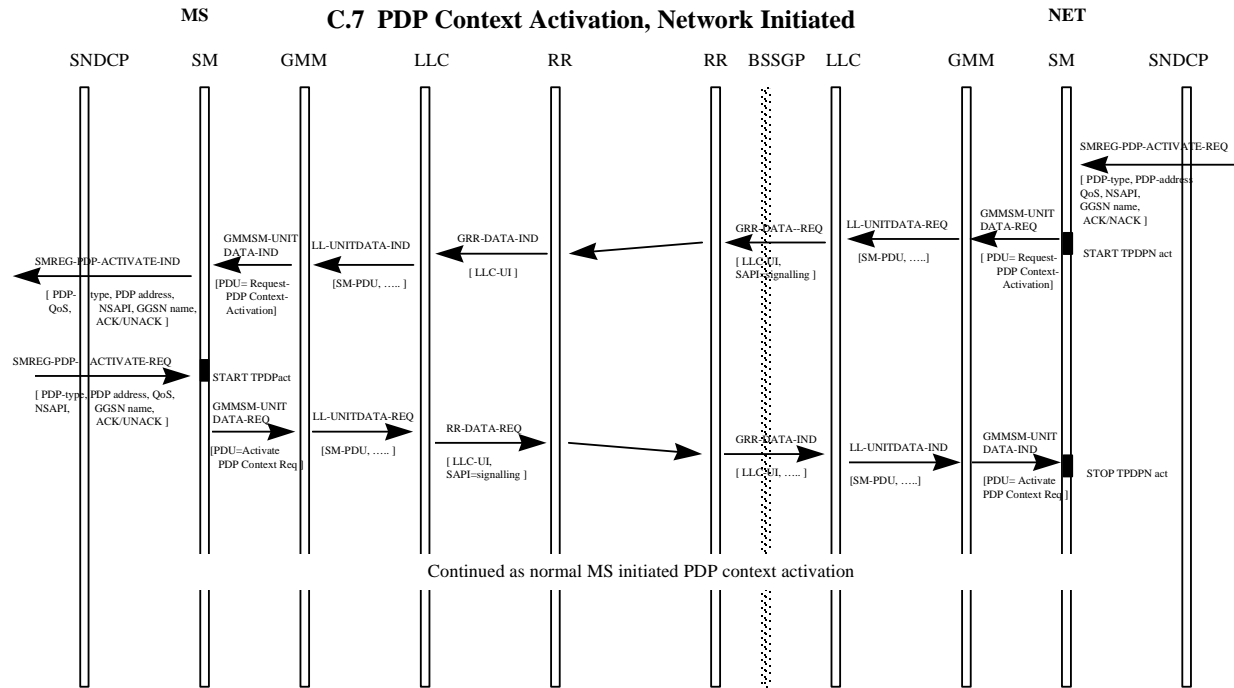 MS
C.7 PDP Context Activation, Network Initiated
NET
SNDCP SM GMM LLC RR RR BSSGP LLC GMM SM SNDCP
SMREG-PDP-ACTIVATE-REQ
[ PDP-type, PDP-address
QoS, NSAPI,
GGSN name,
ACK/NACK ]
GMMSM-UNIT
DATA-REQ
START TPDPN act
[ PDU= Request-
PDP Context-
Activation]
LL-UNITDATA-REQ
[SM-PDU, …..]
GRR-DATA--REQ
[ LLC-UI,
SAPI=signalling ]
GRR-DATA-IND
[ LLC-UI ]
LL-UNITDATA-IND
[SM-PDU, ….. ]
GMMSM-UNIT
DATA-IND
[PDU= Request-
PDP Context-
Activation]
SMREG-PDP-ACTIVATE-IND
[ PDP- type, PDP address,
QoS, NSAPI, GGSN name,
ACK/UNACK ]
SMREG-PDP- ACTIVATE-REQ
START TPDPact
[ PDP-type, PDP address, QoS,
NSAPI, GGSN name,
ACK/UNACK ]
GMMSM-UNIT
DATA-REQ
[PDU=Activate
PDP Context Req ]
LL-UNITDATA-REQ
[SM-PDU, ….. ]
RR-DATA-REQ
[ LLC-UI,
SAPI=signalling ]
GRR-DATA-IND
[ LLC-UI, ….. ]
LL-UNITDATA-IND
[SM-PDU, …..]
GMMSM-UNIT
DATA-IND
[PDU= Activate
PDP Context Req ]
STOP TPDPN act
Continued as normal MS initiated PDP context activation